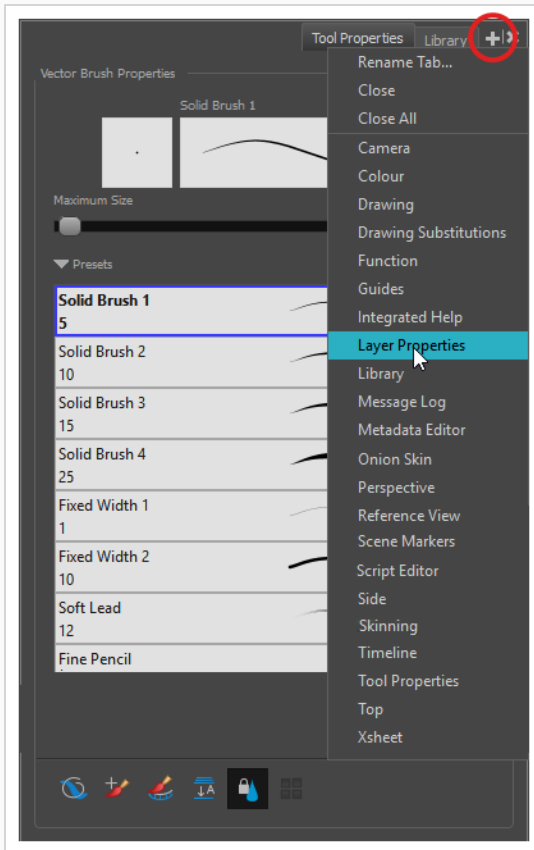 Tool Properties Library
Vector Brush Properties
Solid Brush 1
Maximum Size
Presets
Solid Brush 1
5
Solid Brush 2
10
Solid Brush 3
15
Solid Brush 4
25
Fixed Width 1
1
Fixed Width 2
10
Soft Lead
12
Fine Pencil
Rename Tab...
Close
Close All
Camera
Colour
Drawing
Drawing Substitutions
Function
Guides
Integrated Help
Layer Properties
Library
Message Log
Metadata Editor
Onion Skin
Perspective
Reference View
Scene Markers
Script Editor
Side
Skinning
Timeline
Tool Properties
Top
Xsheet
A